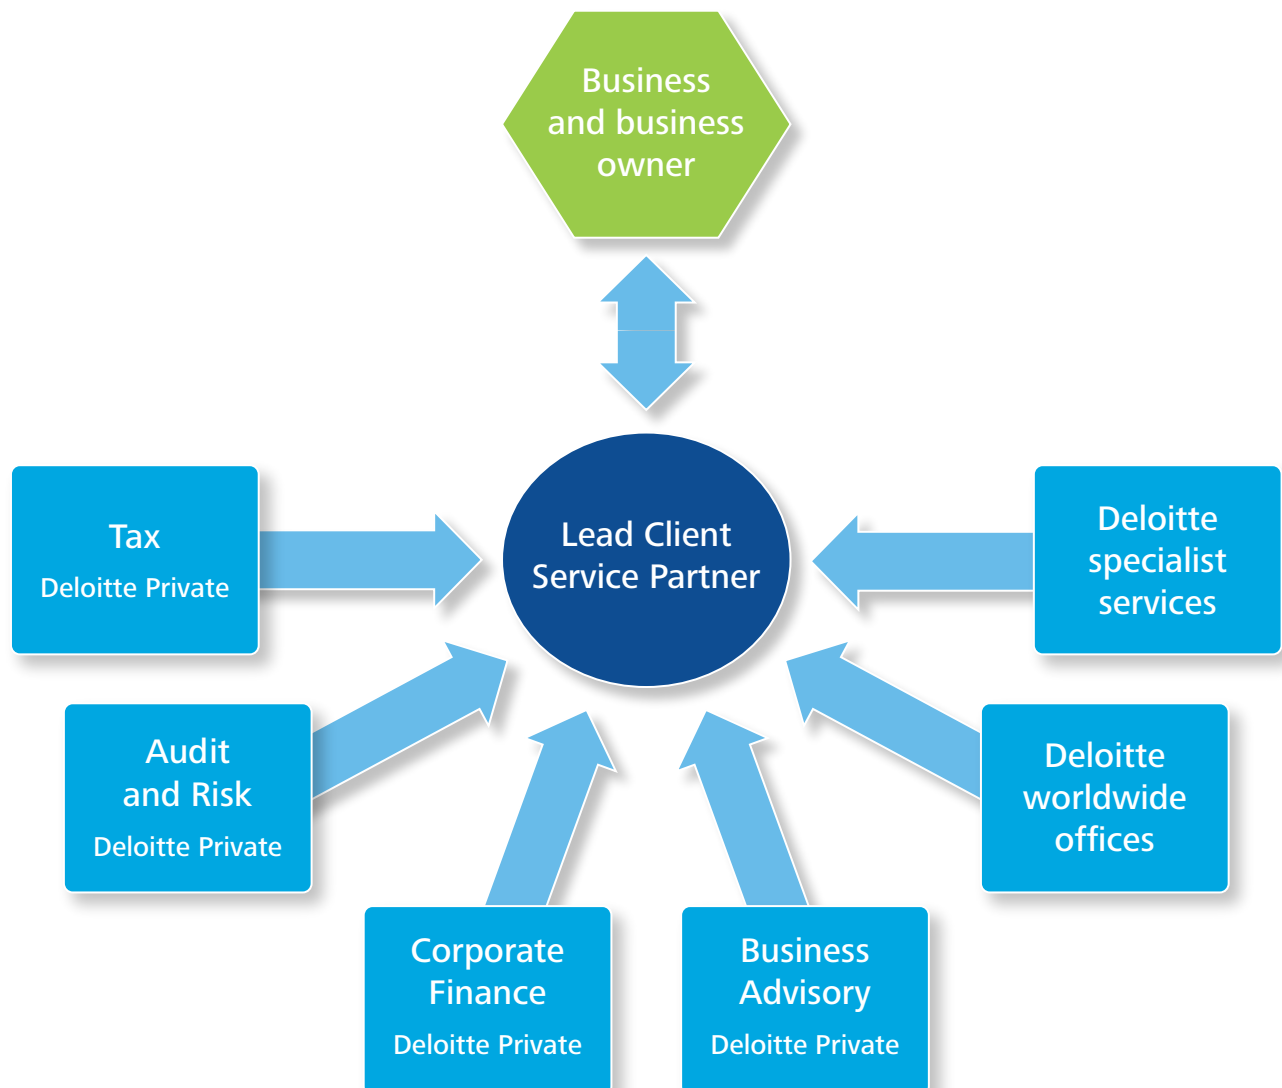 Business
and business
owner
Lead Client
Service Partner
Tax
Deloitte Private
Deloitte
specialist
services
Audit
and Risk
Deloitte Private
Deloitte
worldwide
offices
Corporate
Finance
Deloitte Private
Business
Advisory
Deloitte Private